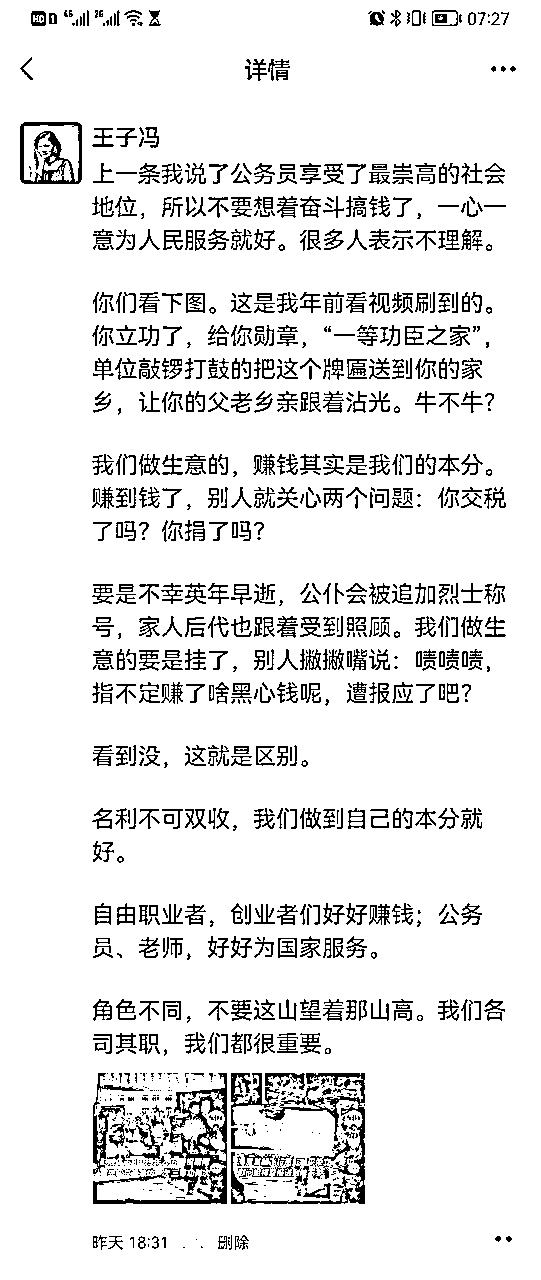 HD 1 4G 2G 07:27
详情
王子冯
上一条我说了公务员享受了最崇高的社会
地位，所以不要想着奋斗搞钱了，一心一
意为人民服务就好。很多人表示不理解。
你们看下图。这是我年前看视频刷到的。
你立功了，给你勋章，“一等功臣之家”，
单位敲锣打鼓的把这个牌匾送到你的家
乡，让你的父老乡亲跟着沾光。牛不牛？
我们做生意的，赚钱其实是我们的本分。
赚到钱了，别人就关心两个问题：你交税
了吗？你捐了吗？
要是不幸英年早逝，公仆会被追加烈士称
号，家人后代也跟着受到照顾。我们做生
意的要是挂了，别人撇撇嘴说：啧啧啧，
指不定赚了啥黑心钱呢，遭报应了吧？
看到没，这就是区别。
名利不可双收，我们做到自己的本分就
好。
自由职业者，创业者们好好赚钱；公务
员、老师，好好为国家服务。
角色不同，不要这山望着那山高。我们各
司其职，我们都很重要。
昨天 18:31 删除